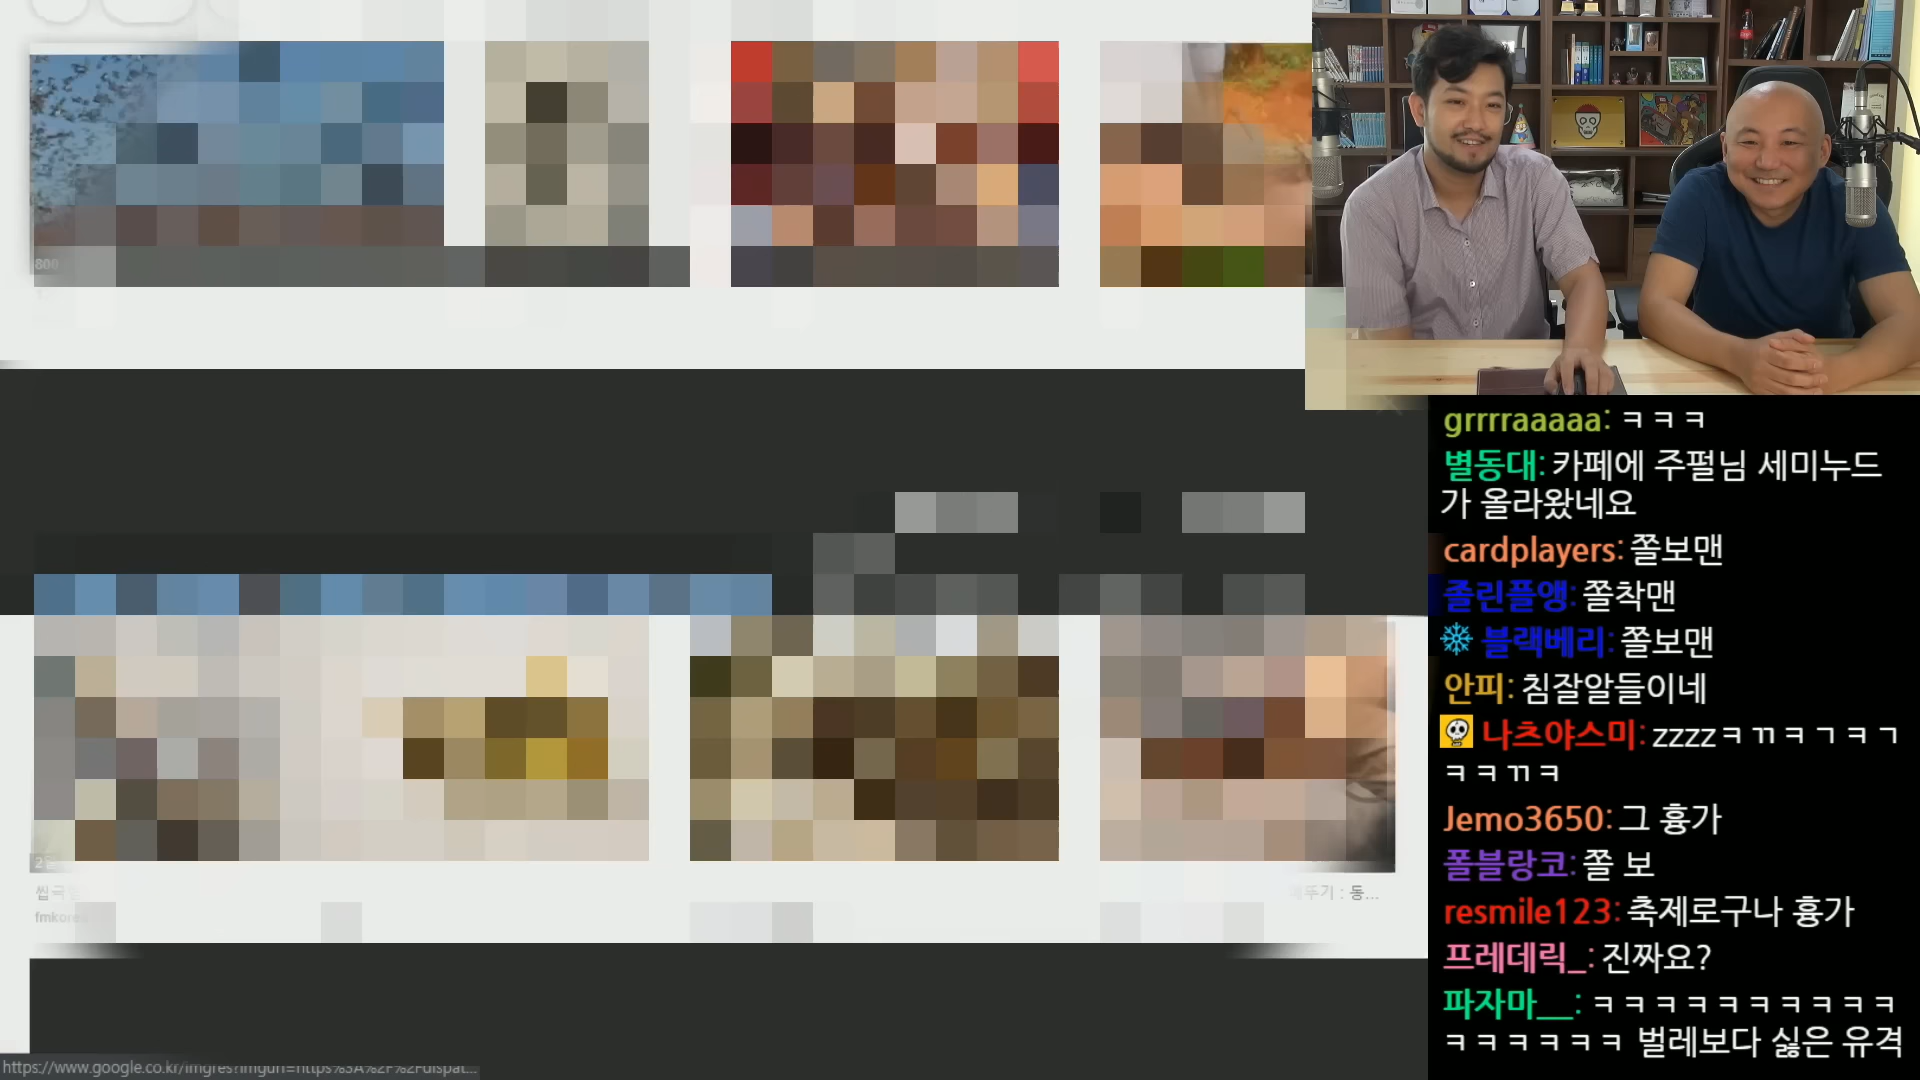 800
grrrraaaaa: ㅋㅋㅋ
별동대: 카페에 주펄님 세미누드
가 올라왔네요
cardplayers: 쫄보맨
졸린플앵: 쫄착맨
블랙베리: 쫄보맨
안피: 침잘알들이네
나츠야스미: zzzzㅋㄲㅋㄱㅋㄱ
ㅋㅋㄲㅋ
Jemo3650: 그 흉가
폴블랑코: 쫄 보
resmile123: 축제로구나 흉가
프레데릭_: 진짜요?
파자마__: ㅋㅋㅋㅋㅋㅋㅋㅋㅋㅋ
ㅋㅋㅋㅋㅋㅋ 벌레보다 싫은 유격
뚜기 : 동...
https://www.google.co.kr/imgres?imgurl=https%3A%2F%2Fdispat...